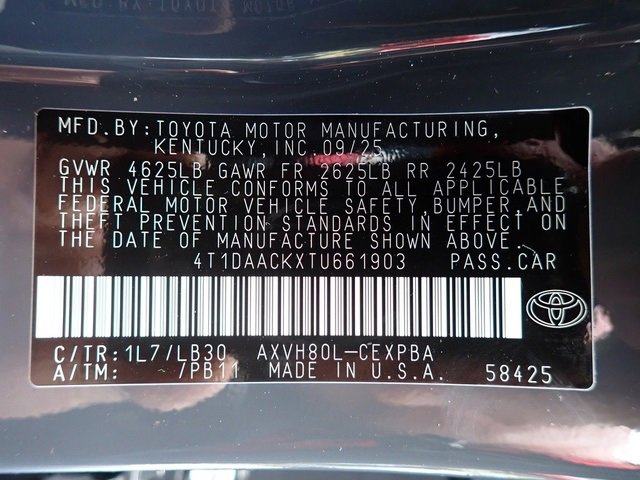 MFD.BY:TOYOTA MOTOR MANUFACTURING,
KENTUCKY,INC.09/25
GVWR 4625LB GAWR FR 2625LB RR 2425LB
THIS VEHICLE CONFORMS TO ALL APPLICABLE
FEDERAL MOTOR VEHICLE SAFETY,BUMPER,AND
THEFT PREVENTION STANDARDS IN EFFECT ON
THE DATE OF MANUFACTURE SHOWN ABOVE.
4T1DAACKXTU661903 PASS.CAR
C/TR:1L7/LB30 AXVH80L-CEXPBA
A/TM: /PB11 MADE IN U.S.A. 58425